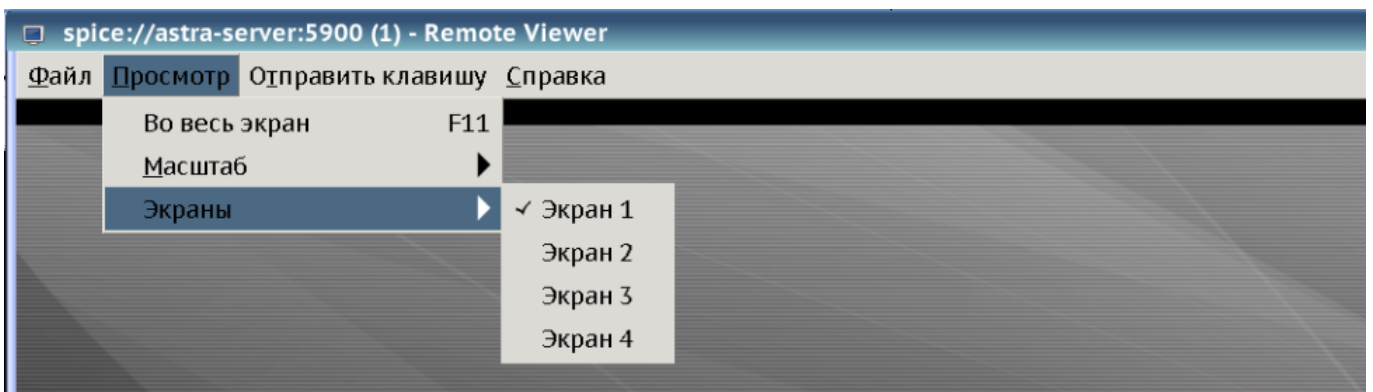 spice://astra-server:5900 (1) - Remote Viewer
Файл Просмотр Отправить клавишу Справка
Во весь экран F11
Масштаб
Экраны
Экран 1
Экран 2
Экран 3
Экран 4